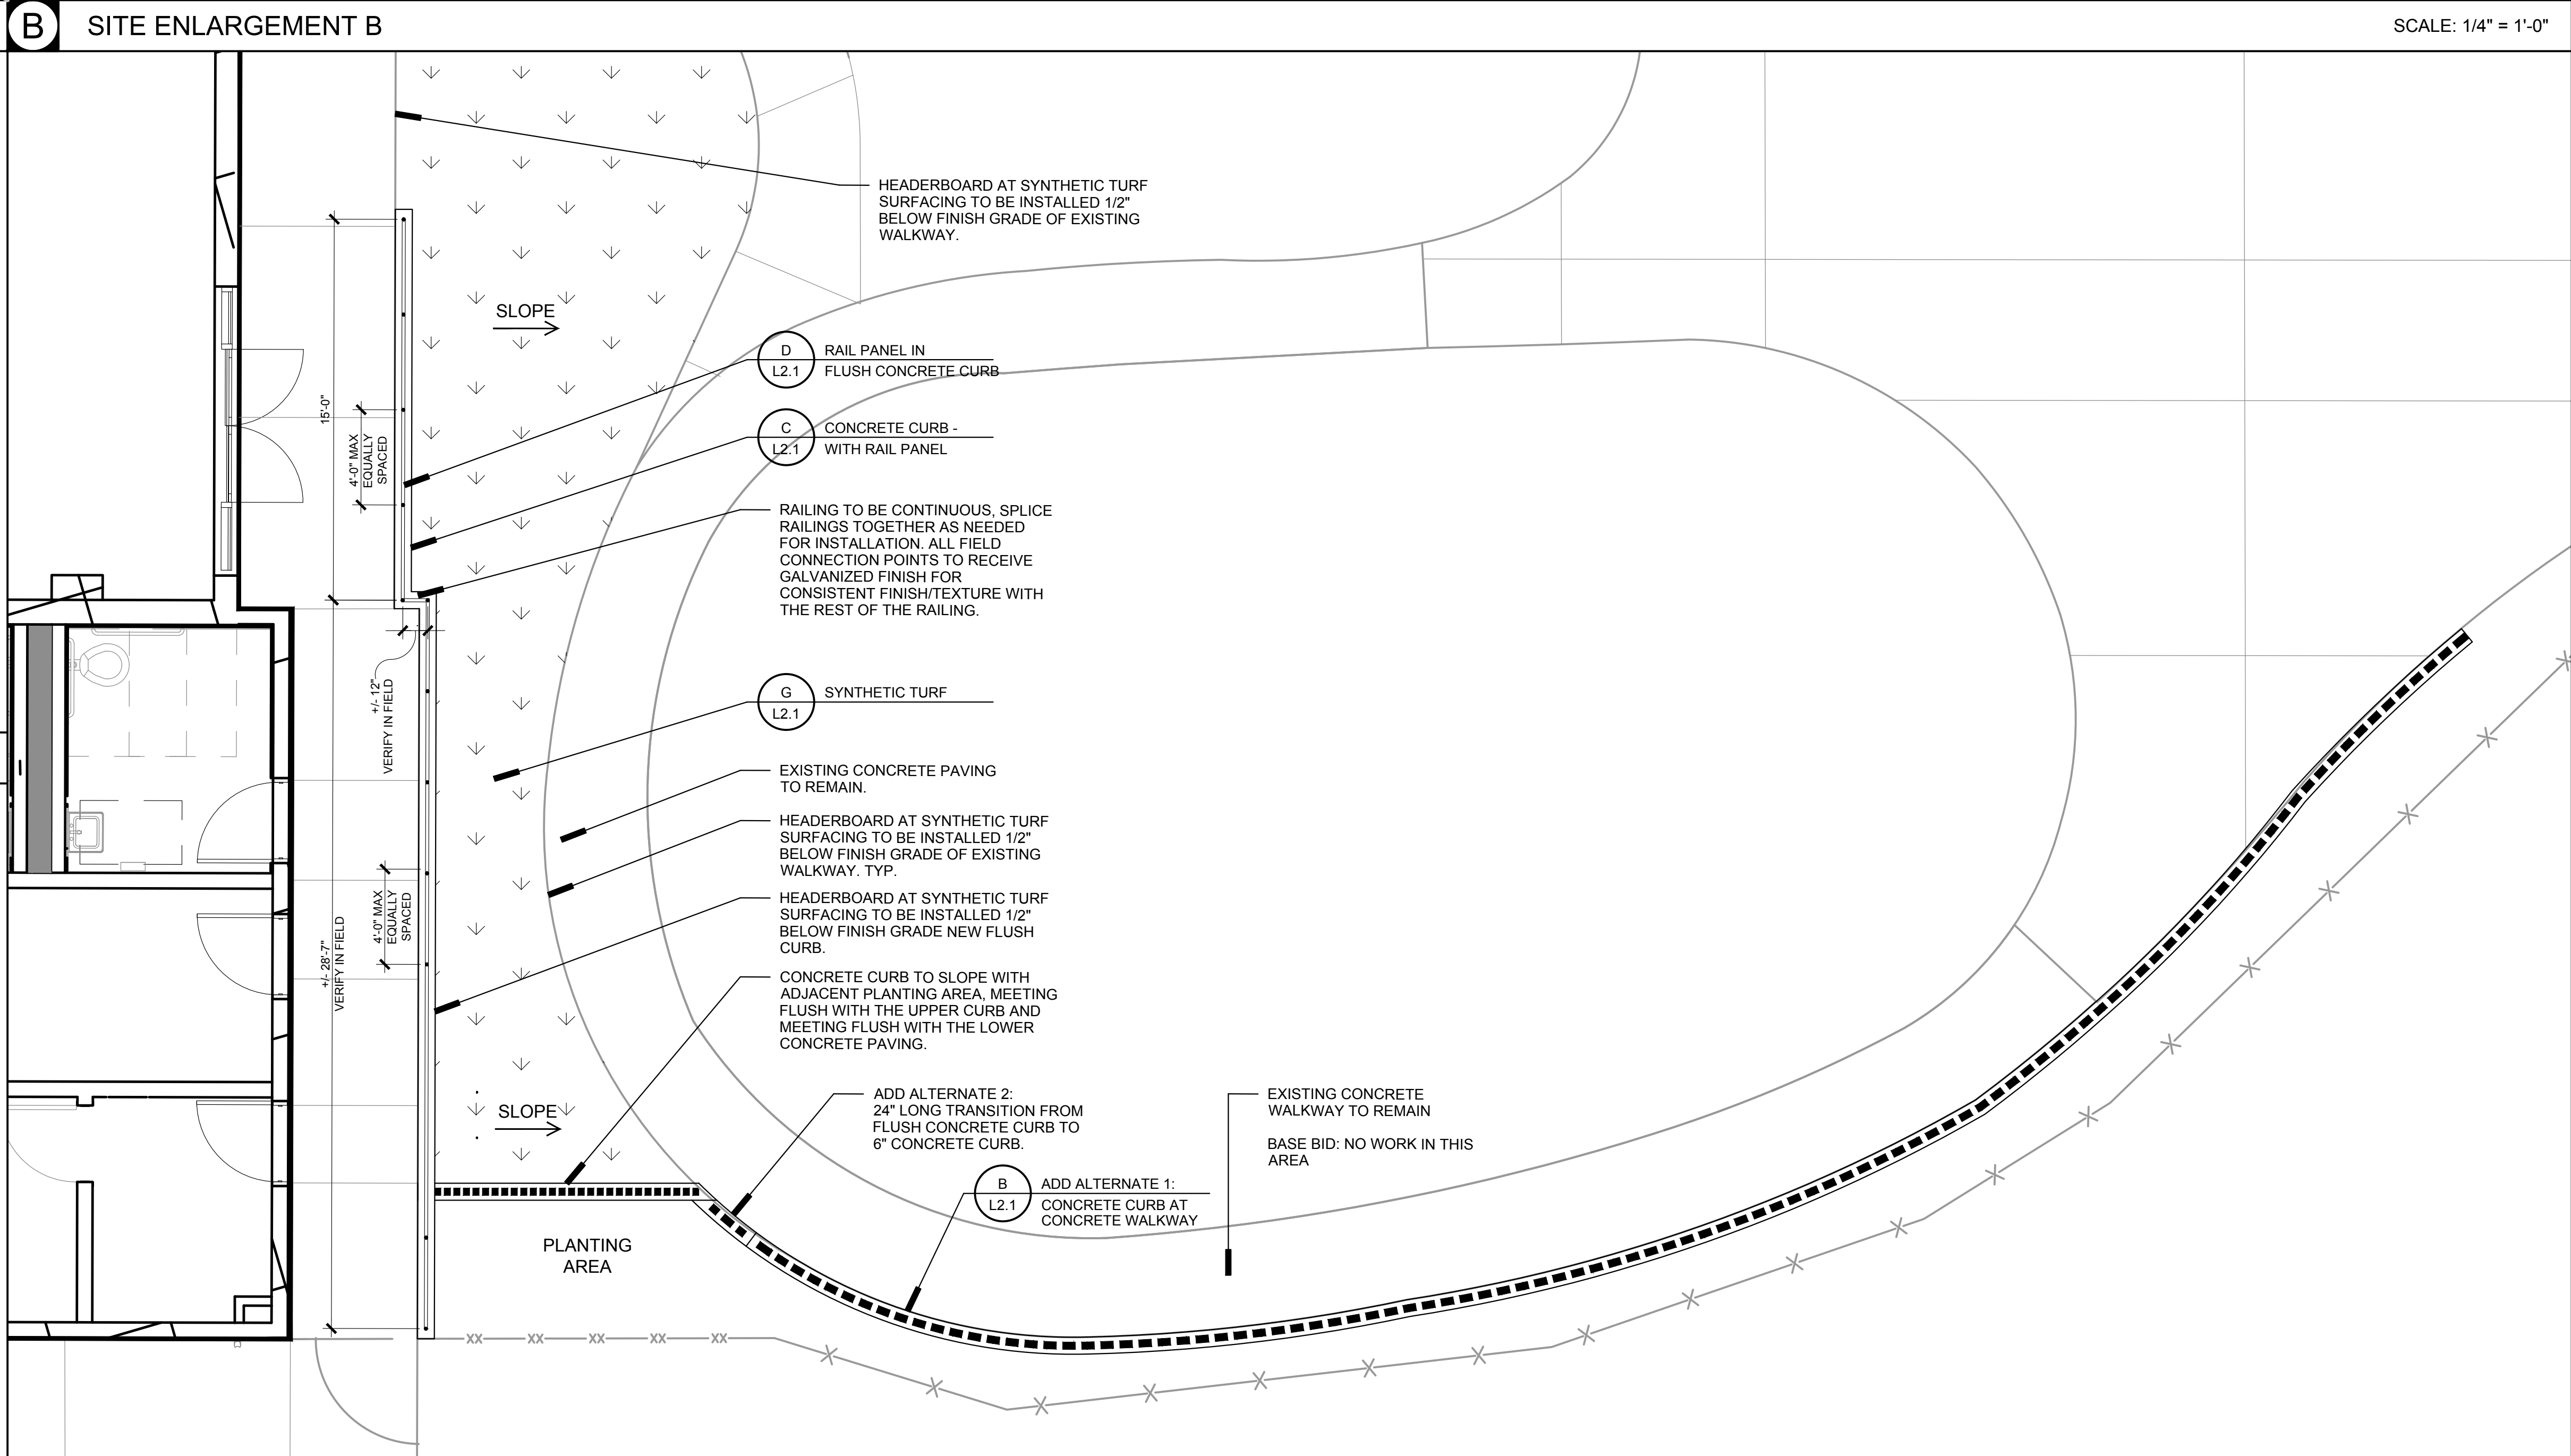 B
SITE ENLARGEMENT B
SCALE: 1/4" = 1'-0"
HEADERBOARD AT SYNTHETIC TURF
SURFACING TO BE INSTALLED 1/2"
BELOW FINISH GRADE OF EXISTING
WALKWAY.
SLOPE
D
L2.1
RAIL PANEL IN
FLUSH CONCRETE CURB
15'-0"
4'-0" MAX
EQUALLY
SPACED
C
L2.1
CONCRETE CURB -
WITH RAIL PANEL
RAILING TO BE CONTINUOUS, SPLICE
RAILINGS TOGETHER AS NEEDED
FOR INSTALLATION. ALL FIELD
CONNECTION POINTS TO RECEIVE
GALVANIZED FINISH FOR
CONSISTENT FINISH/TEXTURE WITH
THE REST OF THE RAILING.
+/- 12"
VERIFY IN FIELD
G
L2.1
SYNTHETIC TURF
EXISTING CONCRETE PAVING
TO REMAIN.
HEADERBOARD AT SYNTHETIC TURF
SURFACING TO BE INSTALLED 1/2"
BELOW FINISH GRADE OF EXISTING
WALKWAY. TYP.
4'-0" MAX
EQUALLY
SPACED
+/- 28'-7"
VERIFY IN FIELD
HEADERBOARD AT SYNTHETIC TURF
SURFACING TO BE INSTALLED 1/2"
BELOW FINISH GRADE NEW FLUSH
CURB.
CONCRETE CURB TO SLOPE WITH
ADJACENT PLANTING AREA, MEETING
FLUSH WITH THE UPPER CURB AND
MEETING FLUSH WITH THE LOWER
CONCRETE PAVING.
SLOPE
ADD ALTERNATE 2:
24" LONG TRANSITION FROM
FLUSH CONCRETE CURB TO
6" CONCRETE CURB.
EXISTING CONCRETE
WALKWAY TO REMAIN
BASE BID: NO WORK IN THIS
AREA
B
L2.1
ADD ALTERNATE 1:
CONCRETE CURB AT
CONCRETE WALKWAY
PLANTING
AREA